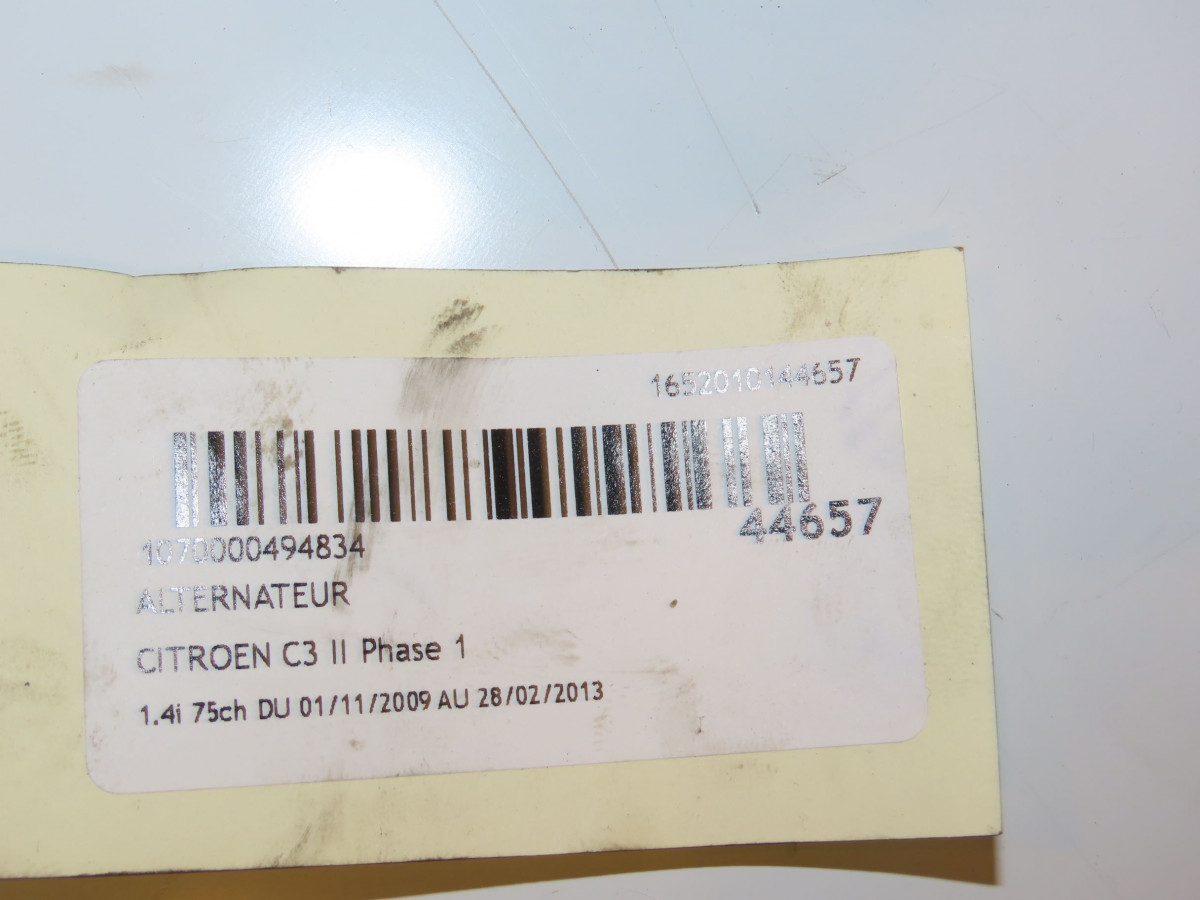 1652010144657
44657
1070000494834
ALTERNATEUR
CITROEN C3 II Phase 1
1.4i 75ch DU 01/11/2009 AU 28/02/2013